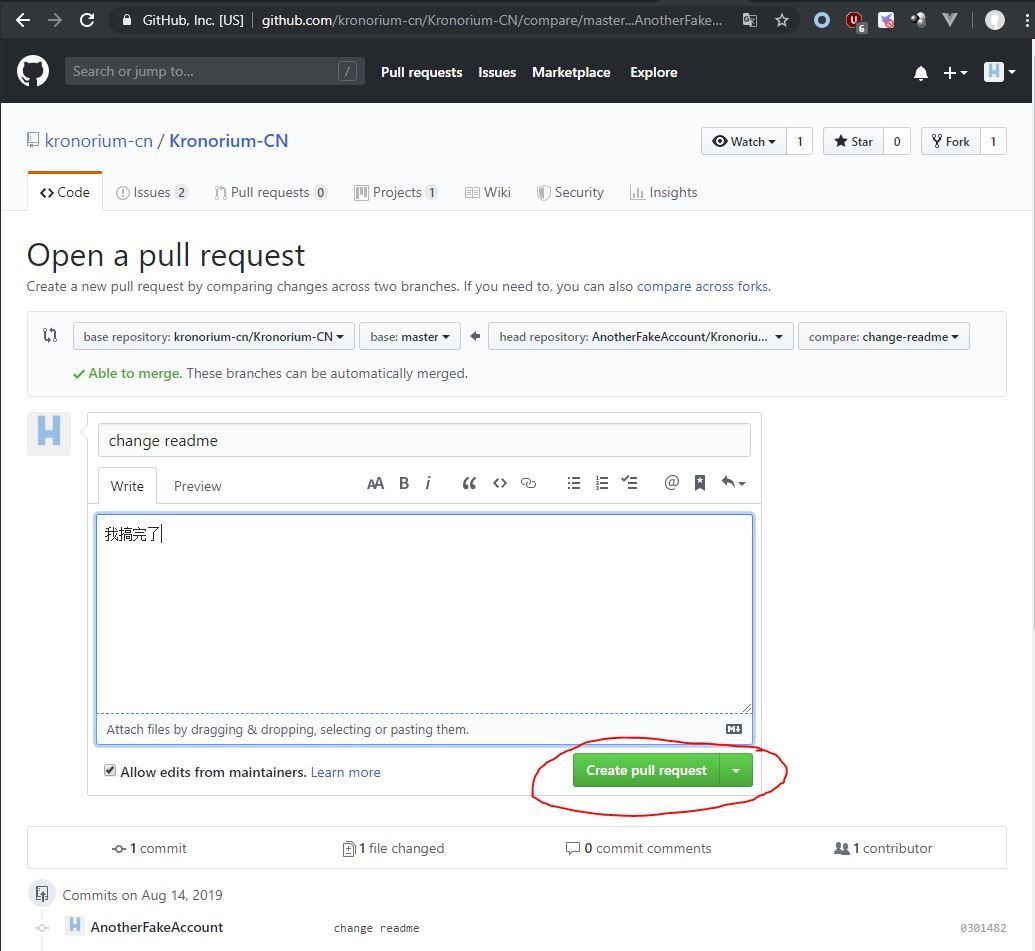 GitHub, Inc. [US] github.com/kronorium-cn/Kronorium-CN/compare/master...AnotherFake...
6
Search or jump to... / Pull requests Issues Marketplace Explore
kronorium-cn / Kronorium-CN Watch 1 Star 0 Fork 1
Code Issues 2 Pull requests 0 Projects 1 Wiki Security Insights
Open a pull request
Create a new pull request by comparing changes across two branches. If you need to, you can also compare across forks.
base repository: kronorium-cn/Kronorium-CN base: master head repository: AnotherFakeAccount/Kronoriu... compare: change-readme
Able to merge. These branches can be automatically merged.
change readme
Write Preview
我搞完了
Attach files by dragging & dropping, selecting or pasting them.
Allow edits from maintainers. Learn more Create pull request
1 commit 1 file changed 0 commit comments 1 contributor
Commits on Aug 14, 2019
AnotherFakeAccount change readme 0301482